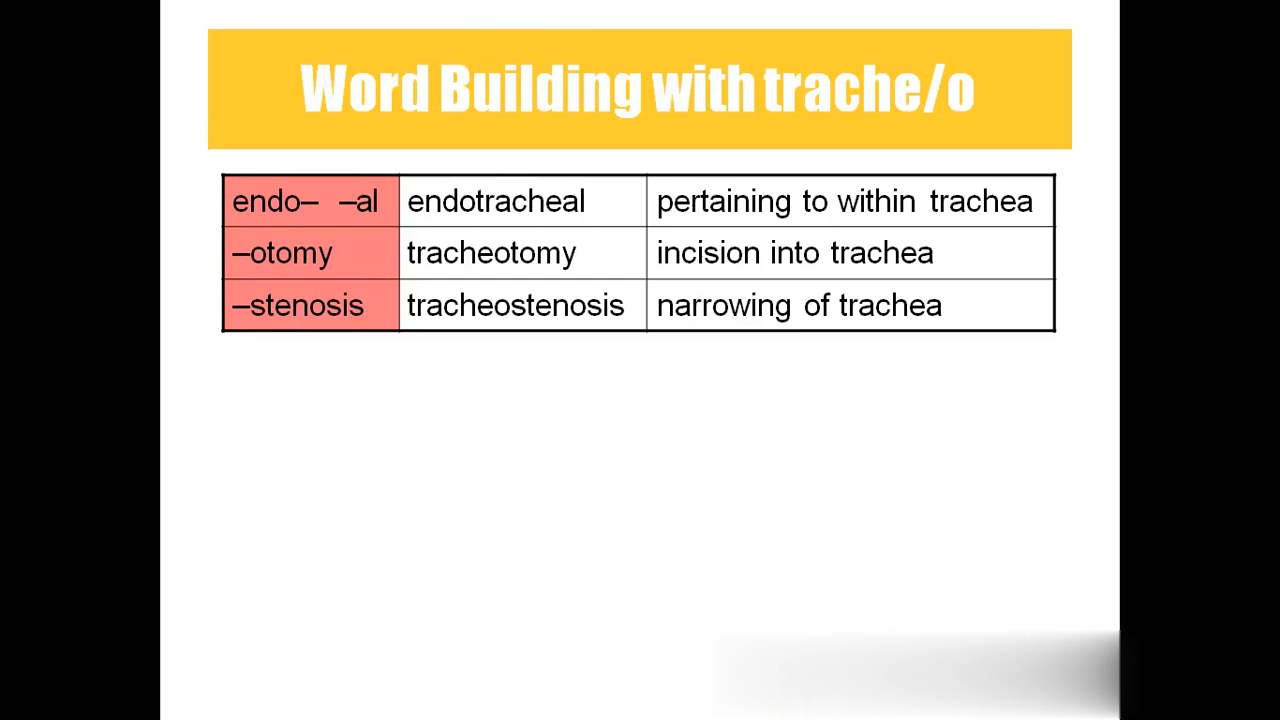 Word Building with trache/o
endo– –al endotracheal pertaining to within trachea
–otomy tracheotomy incision into trachea
–stenosis tracheostenosis narrowing of trachea